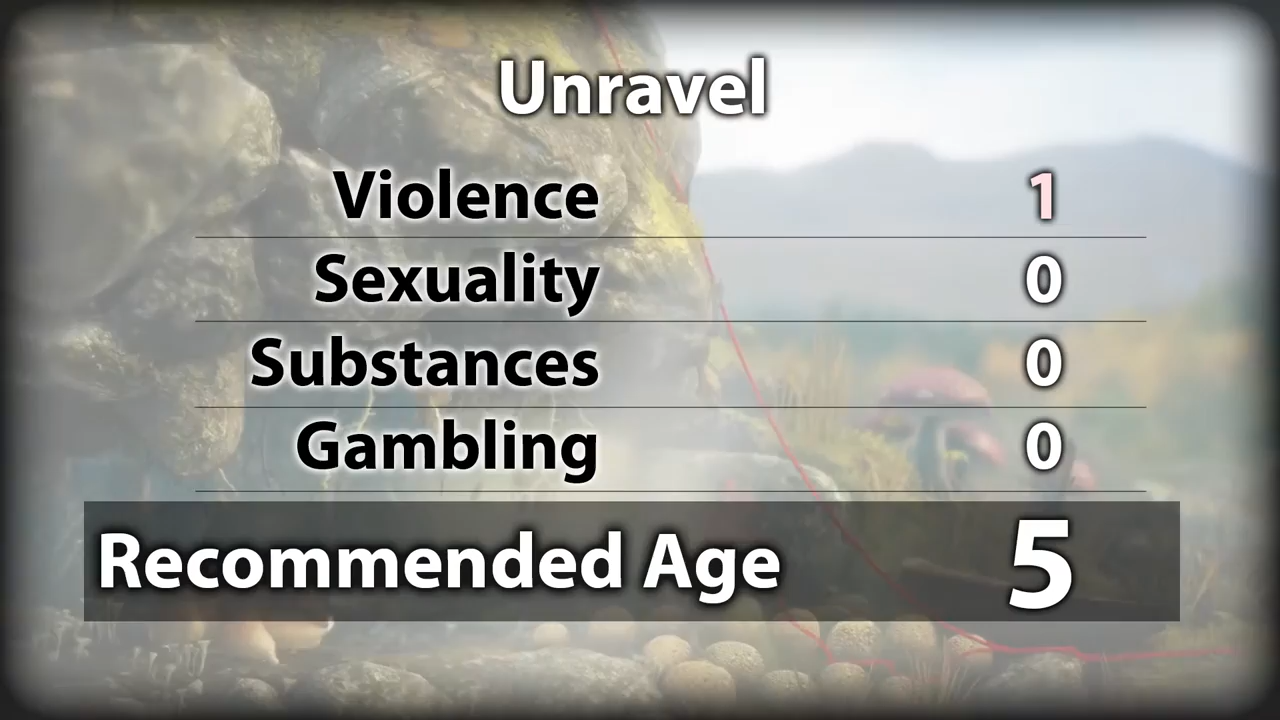 Unravel
Violence 1
Sexuality 0
Substances 0
Gambling 0
Recommended Age 5